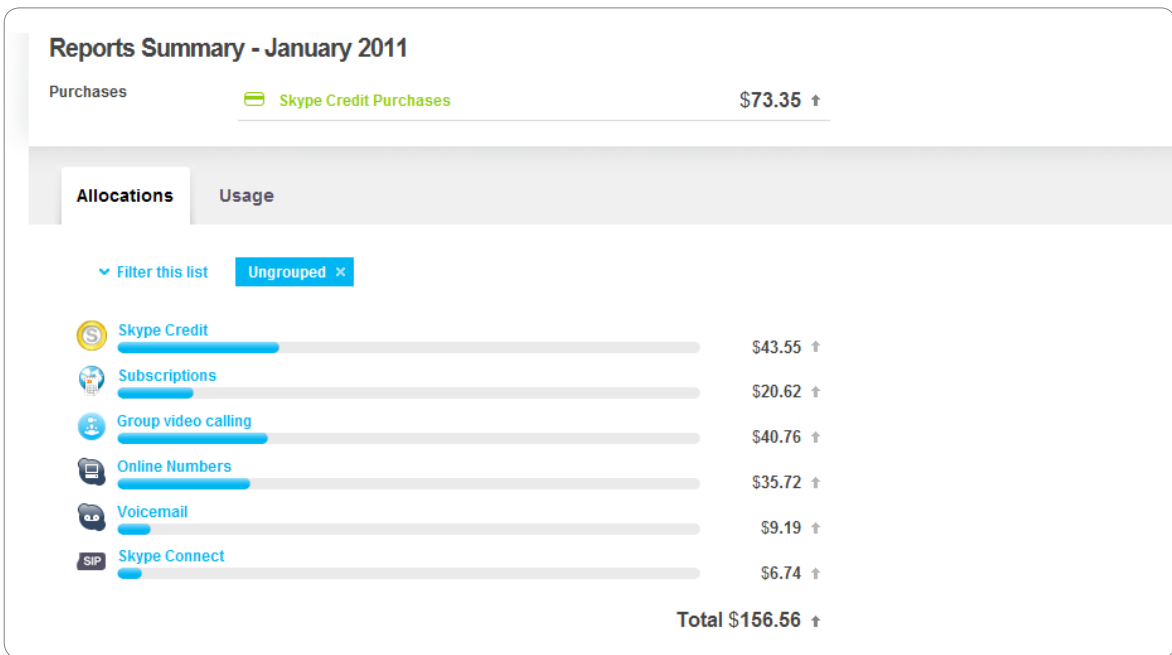 Reports Summary - January 2011
Purchases
Skype Credit Purchases $73.35
Allocations Usage
Filter this list Ungrouped ×
S
Skype Credit
$43.55
Subscriptions
$20.62
Group video calling
$40.76
Online Numbers
$35.72
Voicemail
$9.19
SIP
Skype Connect
$6.74
Total $156.56